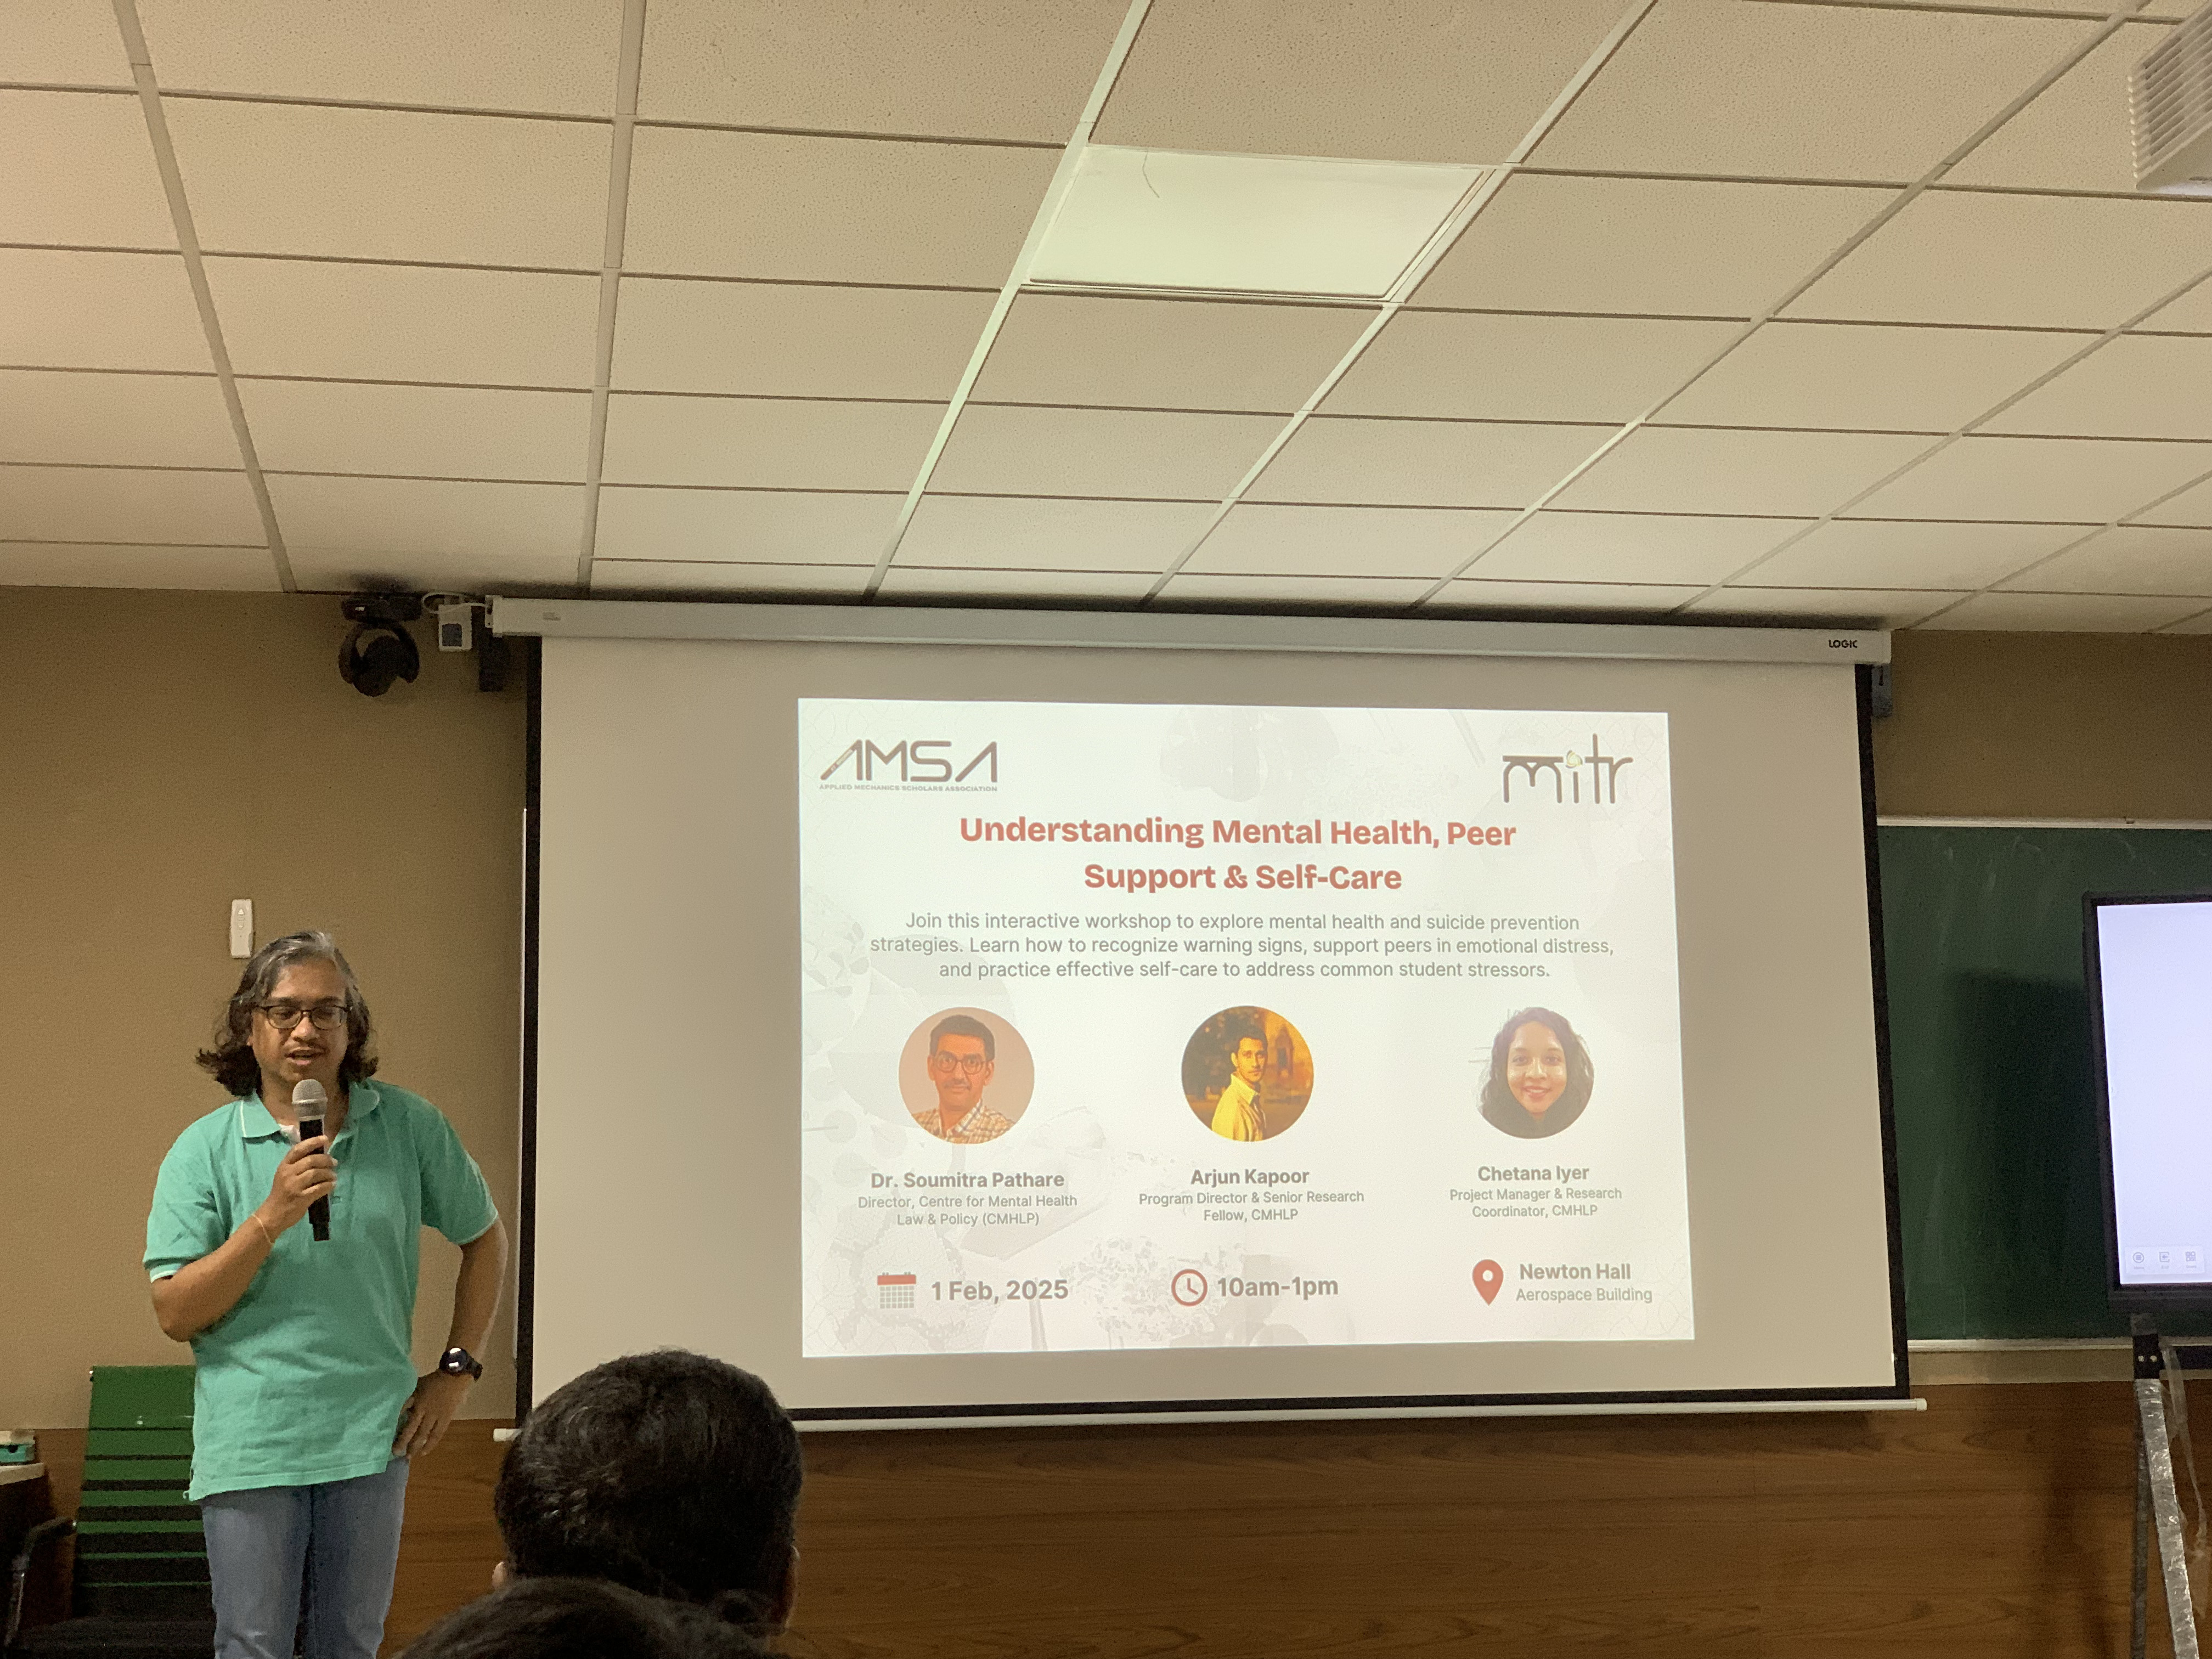 LOGIC
AMSA
APPLIED MECHANICS SCHOLARS ASSOCIATION
mitr
Understanding Mental Health, Peer
Support & Self-Care
Join this interactive workshop to explore mental health and suicide prevention
strategies. Learn how to recognize warning signs, support peers in emotional distress,
and practice effective self-care to address common student stressors.
Dr. Soumitra Pathare
Director, Centre for Mental Health
Law & Policy (CMHLP)
Arjun Kapoor
Program Director & Senior Research
Fellow, CMHLP
Chetana Iyer
Project Manager & Research
Coordinator, CMHLP
1 Feb, 2025
10am-1pm
Newton Hall
Aerospace Building